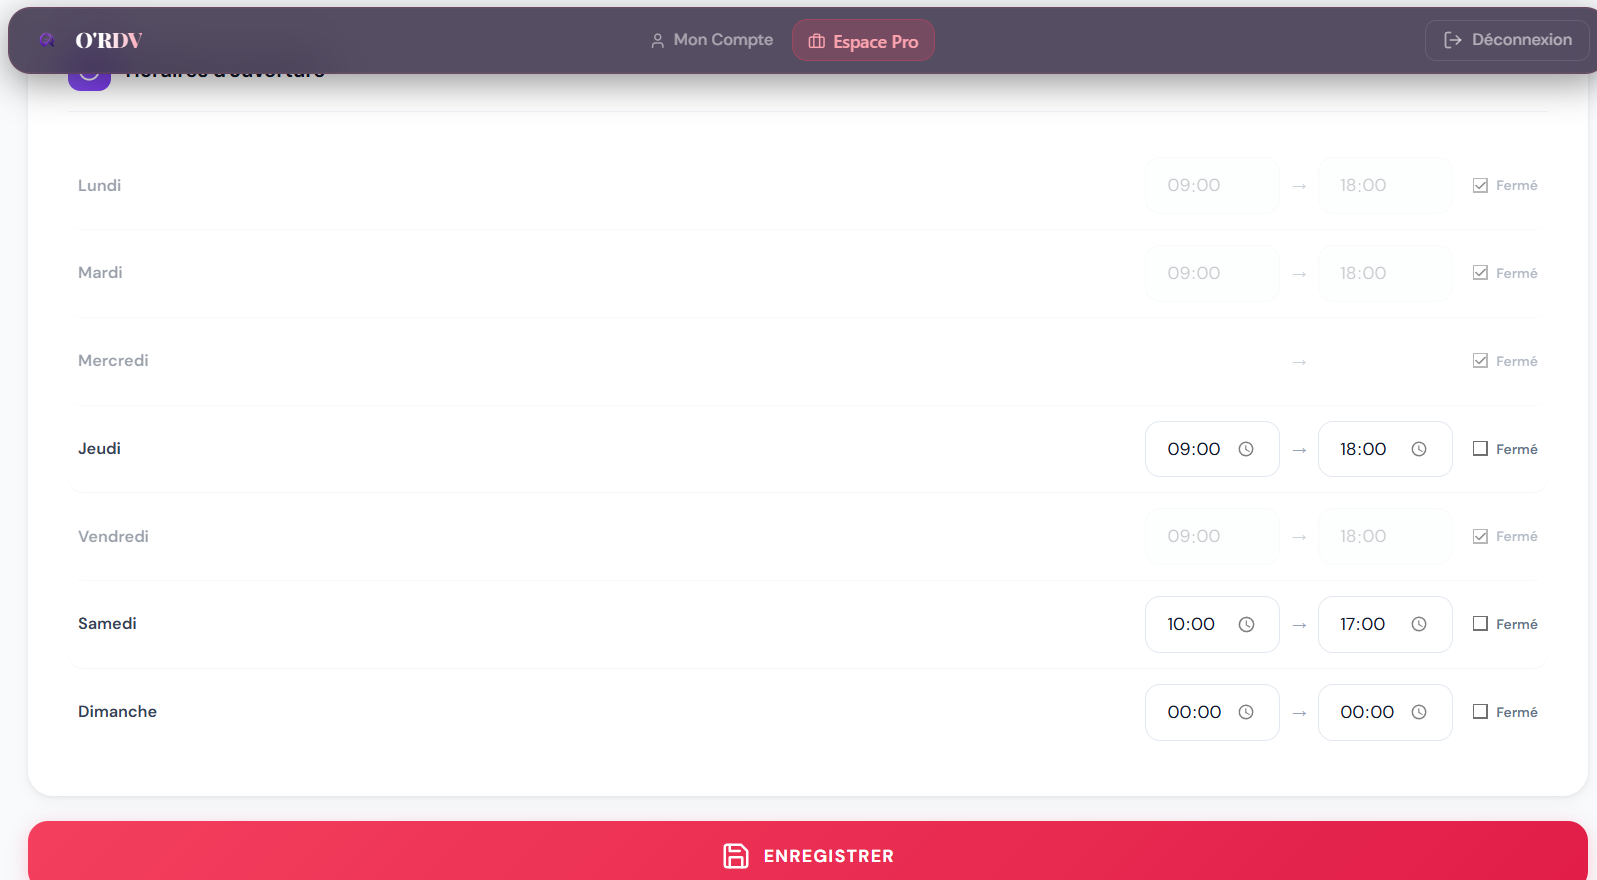 O'RDV
Mon Compte
Espace Pro
Déconnexion
Horaires d'ouverture
Lundi 09:00 → 18:00 Fermé
Mardi 09:00 → 18:00 Fermé
Mercredi → Fermé
Jeudi 09:00 → 18:00 Fermé
Vendredi 09:00 → 18:00 Fermé
Samedi 10:00 → 17:00 Fermé
Dimanche 00:00 → 00:00 Fermé
ENREGISTRER